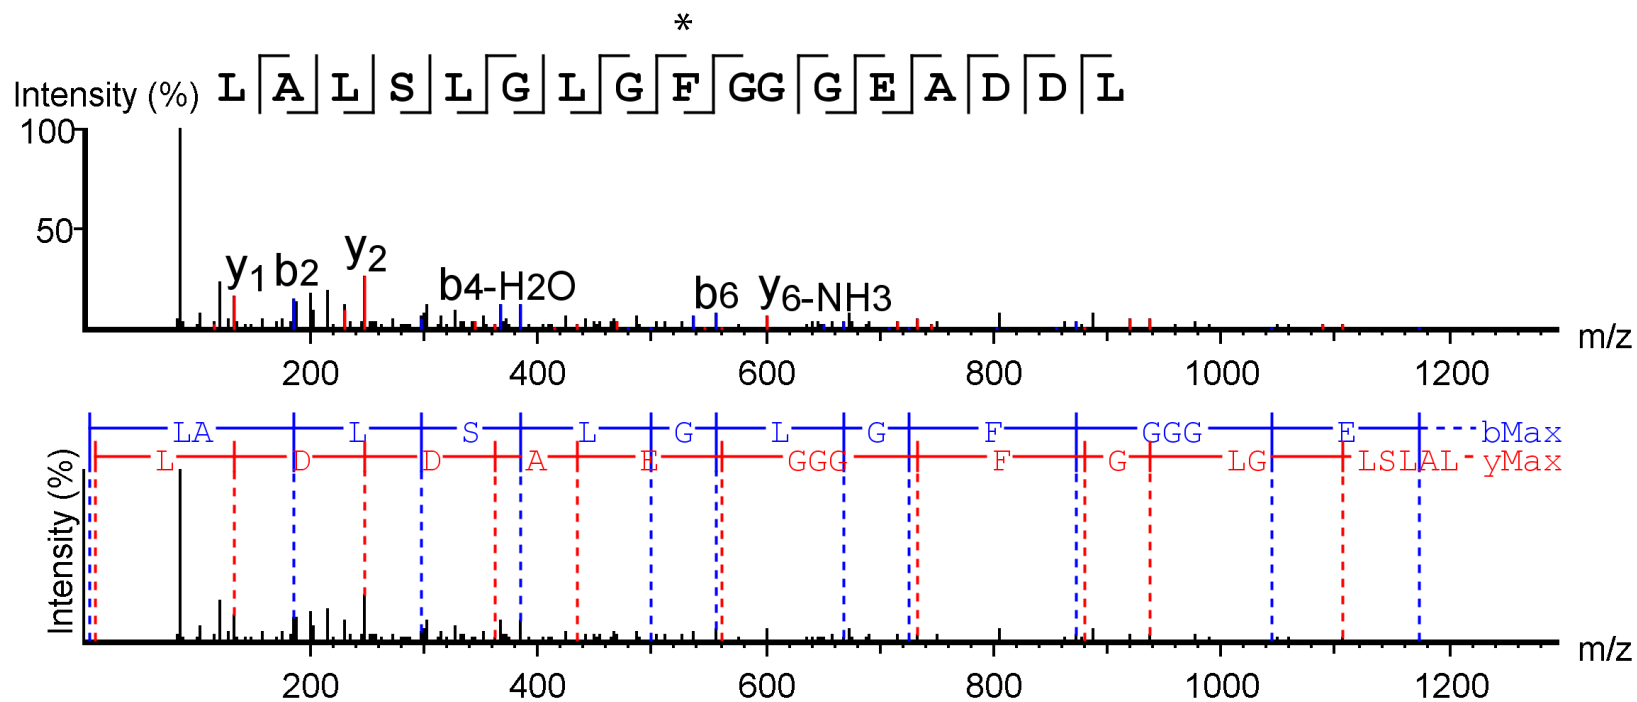 *
Intensity (%) L A L S L G L G F G G G E A D D L
100
50
y1 b2 y2 b4-H2O b6 y6-NH3
m/z
200 400 600 800 1000 1200
LA L S L G L G F GGG E bMax
L D D A E GGG F G LG LSLAL yMax
Intensity (%)
m/z
200 400 600 800 1000 1200